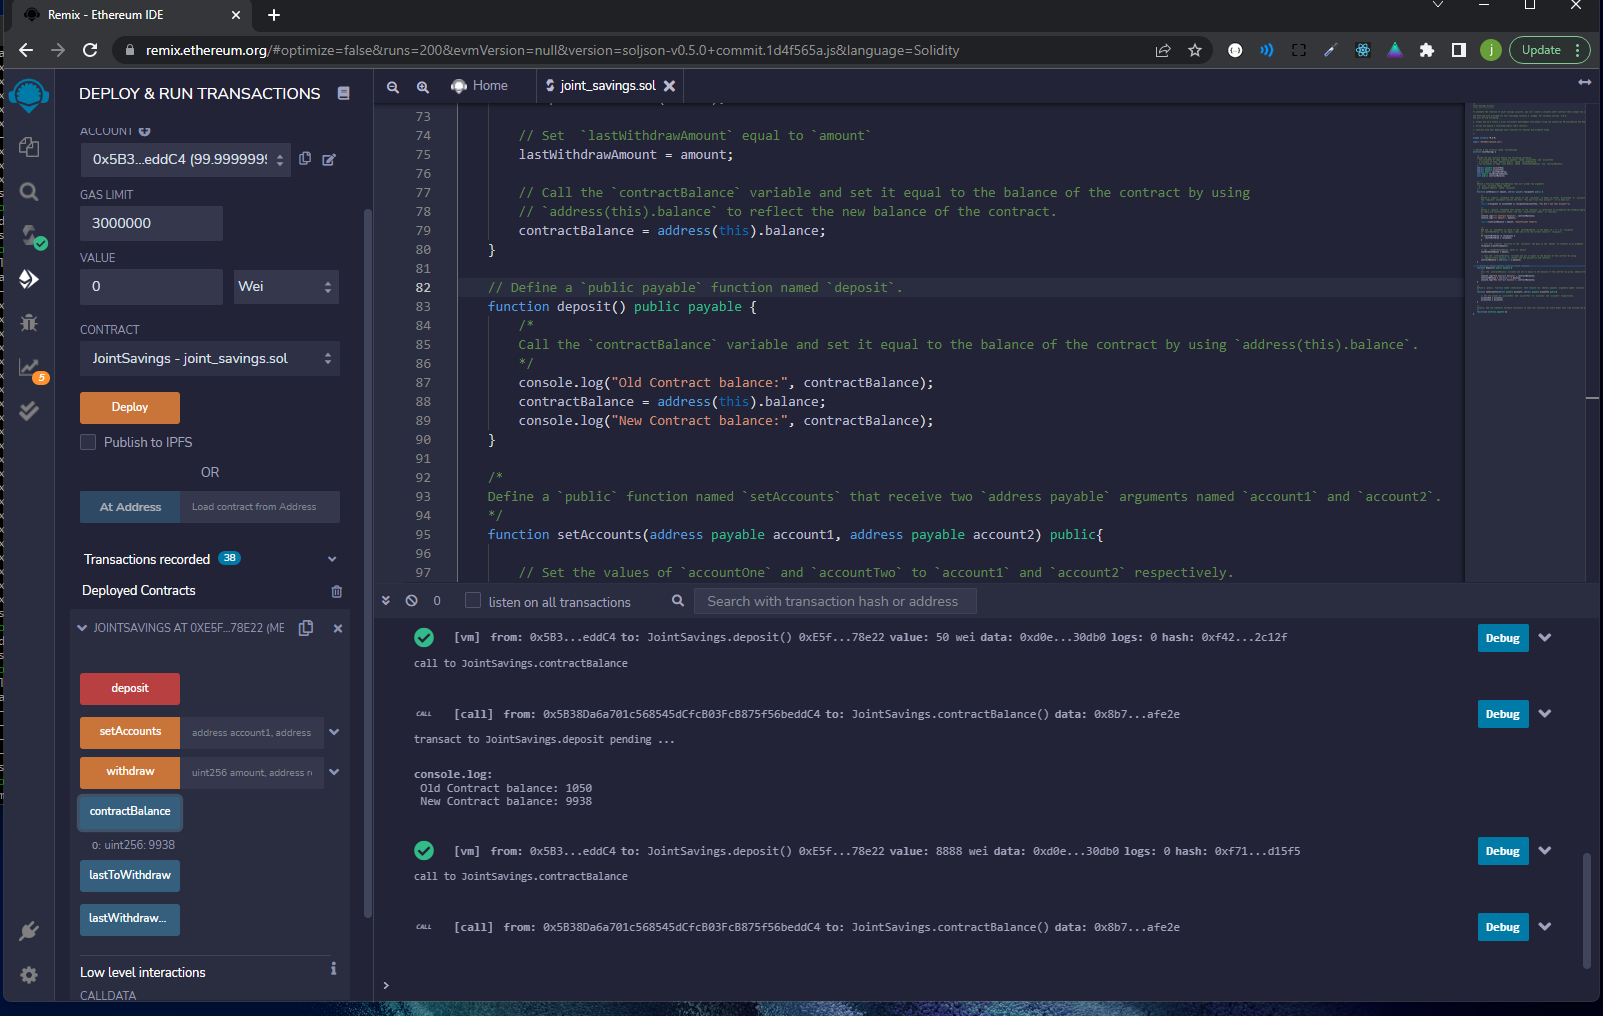 Remix - Ethereum IDE
remix.ethereum.org/#optimize=false&runs=200&evmVersion=null&version=soljson-v0.5.0+commit.1d4f565a.js&language=Solidity
j
Update
DEPLOY & RUN TRANSACTIONS
ACCOUNT
0x5B3...eddC4 (99.9999999
GAS LIMIT
3000000
VALUE
0
Wei
CONTRACT
JointSavings - joint_savings.sol
Deploy
Publish to IPFS
OR
At Address
Load contract from Address
Transactions recorded
38
Deployed Contracts
JOINTSAVINGS AT 0XE5F...78E22 (ME
deposit
setAccounts
address account1, address
withdraw
uint256 amount, address r
contractBalance
0: uint256: 9938
lastToWithdraw
lastWithdraw...
Low level interactions
CALLDATA
5
Home
joint_savings.sol
73
74 // Set `lastWithdrawAmount` equal to `amount`
75 lastWithdrawAmount = amount;
76
77 // Call the `contractBalance` variable and set it equal to the balance of the contract by using
78 // `address(this).balance` to reflect the new balance of the contract.
79 contractBalance = address(this).balance;
80 }
81
82 // Define a `public payable` function named `deposit`.
83 function deposit() public payable {
84 /*
85 Call the `contractBalance` variable and set it equal to the balance of the contract by using `address(this).balance`.
86 */
87 console.log("Old Contract balance:", contractBalance);
88 contractBalance = address(this).balance;
89 console.log("New Contract balance:", contractBalance);
90 }
91
92 /*
93 Define a `public` function named `setAccounts` that receive two `address payable` arguments named `account1` and `account2`.
94 */
95 function setAccounts(address payable account1, address payable account2) public{
96
97 // Set the values of `accountOne` and `accountTwo` to `account1` and `account2` respectively.
0
listen on all transactions
Search with transaction hash or address
[vm] from: 0x5B3...eddC4 to: JointSavings.deposit() 0xE5f...78e22 value: 50 wei data: 0xd0e...30db0 logs: 0 hash: 0xf42...2c12f
Debug
call to JointSavings.contractBalance
CALL [call] from: 0x5B38Da6a701c568545dCfcB03FcB875f56beddC4 to: JointSavings.contractBalance() data: 0x8b7...afe2e
Debug
transact to JointSavings.deposit pending ...
console.log:
Old Contract balance: 1050
New Contract balance: 9938
[vm] from: 0x5B3...eddC4 to: JointSavings.deposit() 0xE5f...78e22 value: 8888 wei data: 0xd0e...30db0 logs: 0 hash: 0xf71...d15f5
Debug
call to JointSavings.contractBalance
CALL [call] from: 0x5B38Da6a701c568545dCfcB03FcB875f56beddC4 to: JointSavings.contractBalance() data: 0x8b7...afe2e
Debug
>